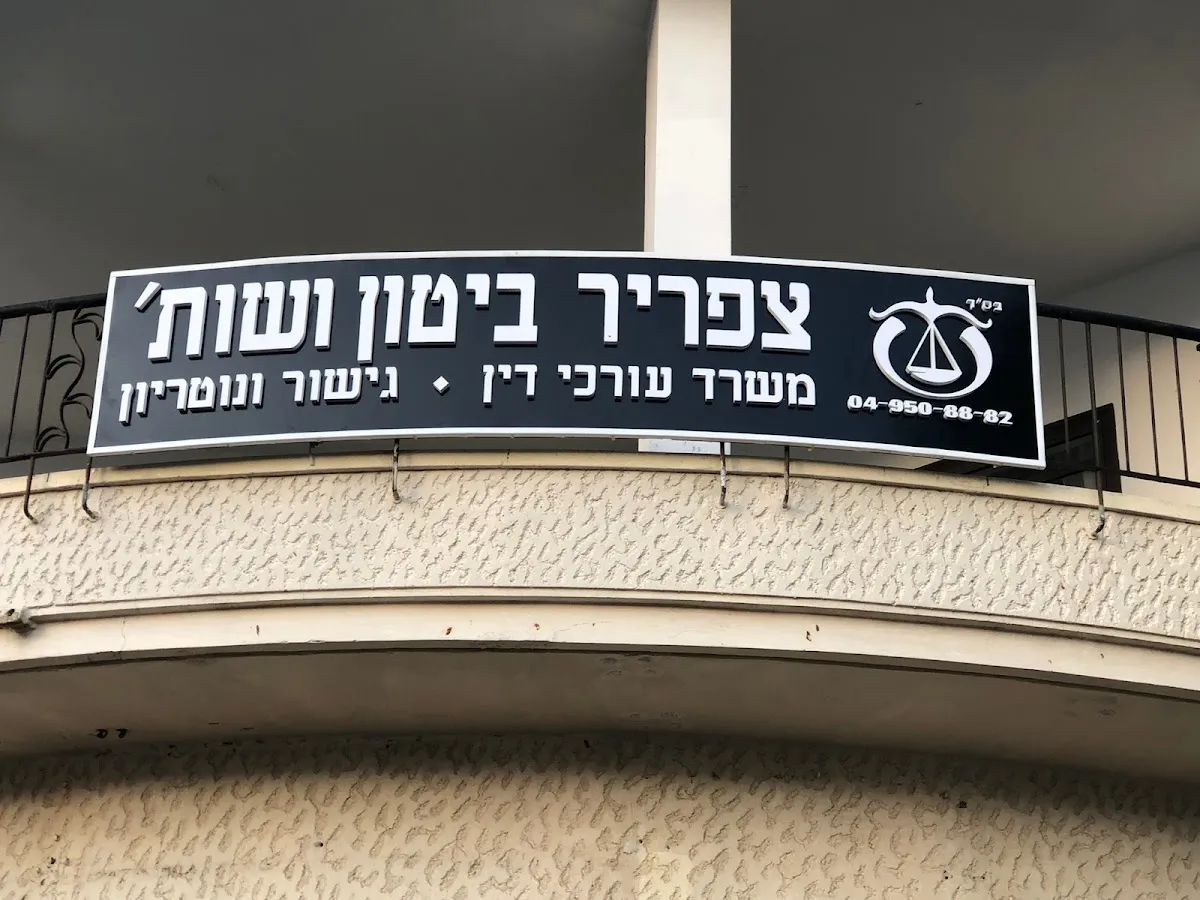 בס"ד
צפריר ביטון ושות'
משרד עורכי דין ◆ גישור ונוטריון
04-950-88-82